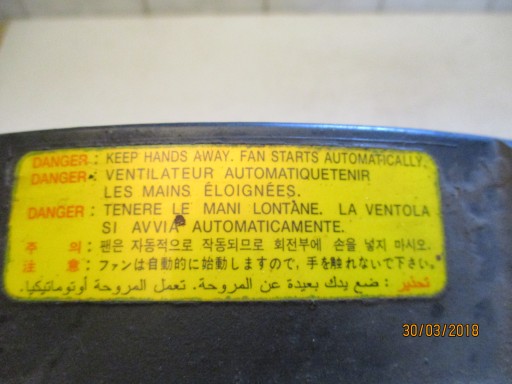 DANGER : KEEP HANDS AWAY. FAN STARTS AUTOMATICALLY.
DANGER : VENTILATEUR AUTOMATIQUETENIR
LES MAINS ÉLOIGNÉES.
DANGER : TENERE LE MANI LONTÀNE. LA VENTOLA
SI AVVIA AUTOMATICAMENTE.
주 의 : 팬은 자동적으로 작동되므로 회전부에 손을 넣지 마시오.
注 意 : ファンは自動的に始動しますので, 手を触れないで下さい。
تحذير : ضع يدك بعيدة عن المروحة. تعمل المروحة أوتوماتيكيا.
30/03/2018